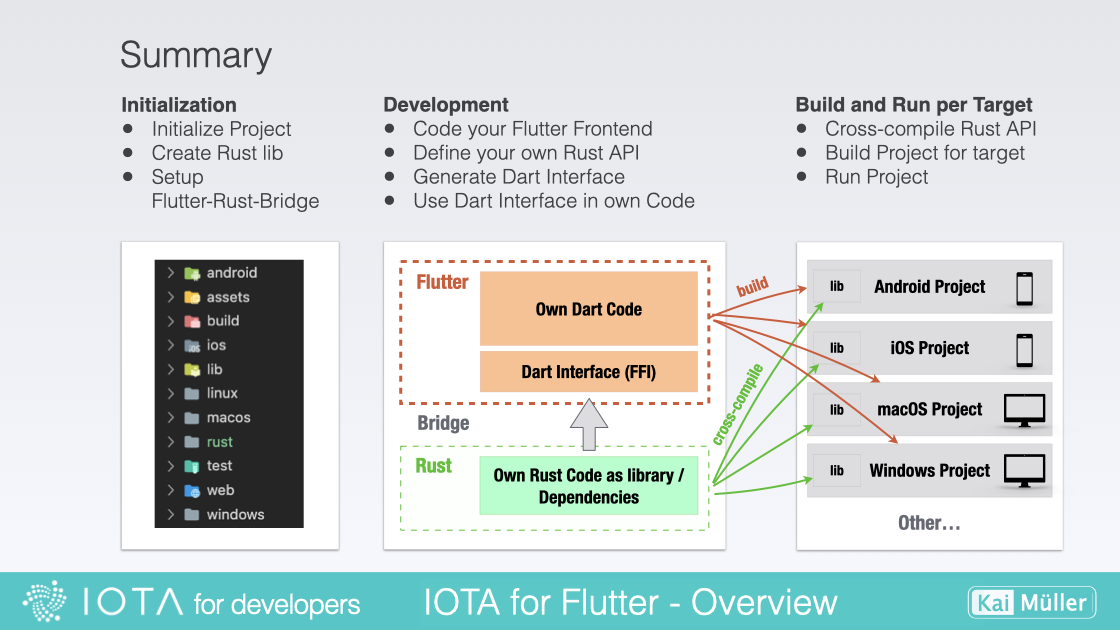 Summary
Initialization
● Initialize Project
● Create Rust lib
● Setup
Flutter-Rust-Bridge
Development
● Code your Flutter Frontend
● Define your own Rust API
● Generate Dart Interface
● Use Dart Interface in own Code
Build and Run per Target
● Cross-compile Rust API
● Build Project for target
● Run Project
android
assets
build
ios
lib
linux
macos
rust
test
web
windows
Flutter
Own Dart Code
Dart Interface (FFI)
Bridge
Rust
Own Rust Code as library /
Dependencies
build
cross-compile
lib Android Project
lib iOS Project
lib macOS Project
lib Windows Project
Other...
IOTA for developers
IOTA for Flutter - Overview
Kai Müller